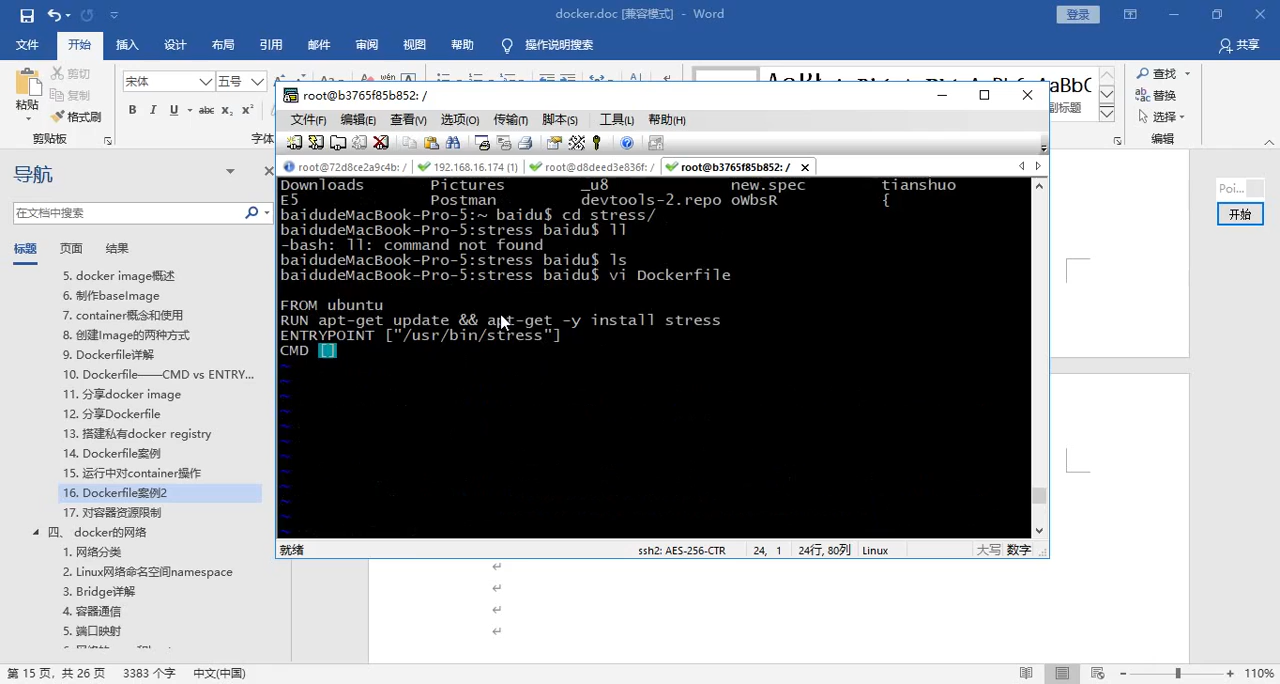 docker.doc [兼容模式] - Word
登录
文件 开始 插入 设计 布局 引用 邮件 审阅 视图 帮助 操作说明搜索 共享
粘贴
剪切
复制
格式刷
剪贴板
宋体 五号
B I U abc x₂ x²
字体
副标题
查找
替换
选择
编辑
导航
在文档中搜索
标题 页面 结果
5. docker image概述
6. 制作baseImage
7. container概念和使用
8. 创建Image的两种方式
9. Dockerfile详解
10. Dockerfile——CMD vs ENTRY...
11. 分享docker image
12. 分享Dockerfile
13. 搭建私有docker registry
14. Dockerfile案例
15. 运行中对container操作
16. Dockerfile案例2
17. 对容器资源限制
四、 docker的网络
1. 网络分类
2. Linux网络命名空间namespace
3. Bridge详解
4. 容器通信
5. 端口映射
root@b3765f85b852: /
文件(F) 编辑(E) 查看(V) 选项(O) 传输(T) 脚本(S) 工具(L) 帮助(H)
root@72d8ce2a9c4b: / 192.168.16.174 (1) root@d8deed3e836f: / root@b3765f85b852: /
Downloads Pictures _u8 new.spec tianshuo
E5 Postman devtools-2.repo oWbsR {
baidudeMacBook-Pro-5:~ baidu$ cd stress/
baidudeMacBook-Pro-5:stress baidu$ ll
-bash: ll: command not found
baidudeMacBook-Pro-5:stress baidu$ ls
baidudeMacBook-Pro-5:stress baidu$ vi Dockerfile
FROM ubuntu
RUN apt-get update && apt-get -y install stress
ENTRYPOINT ["/usr/bin/stress"]
CMD []
~
~
~
~
~
~
~
~
~
~
~
~
就绪 ssh2: AES-256-CTR 24, 1 24行, 80列 Linux 大写 数字
Poi...
开始
第 15 页，共 26 页 3383 个字 中文(中国) 110%